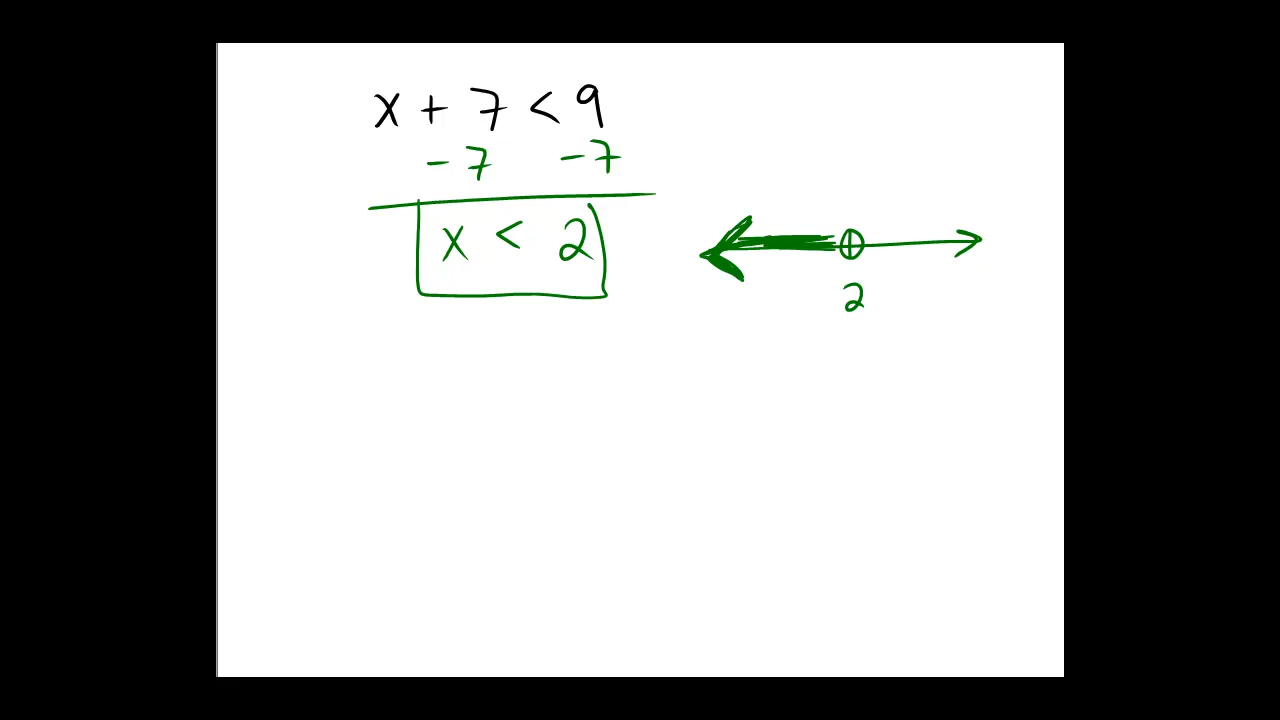 x + 7 < 9
- 7 - 7
x < 2
2